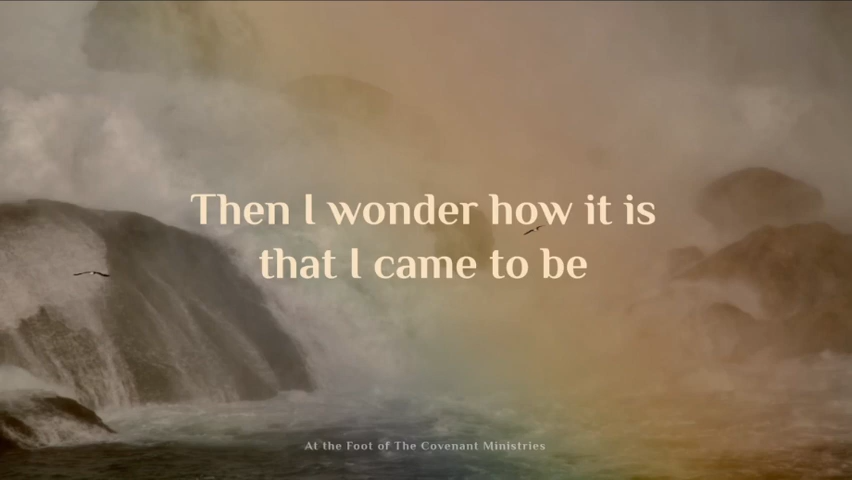 Then I wonder how it is
that I came to be
At the Foot of The Covenant Ministries